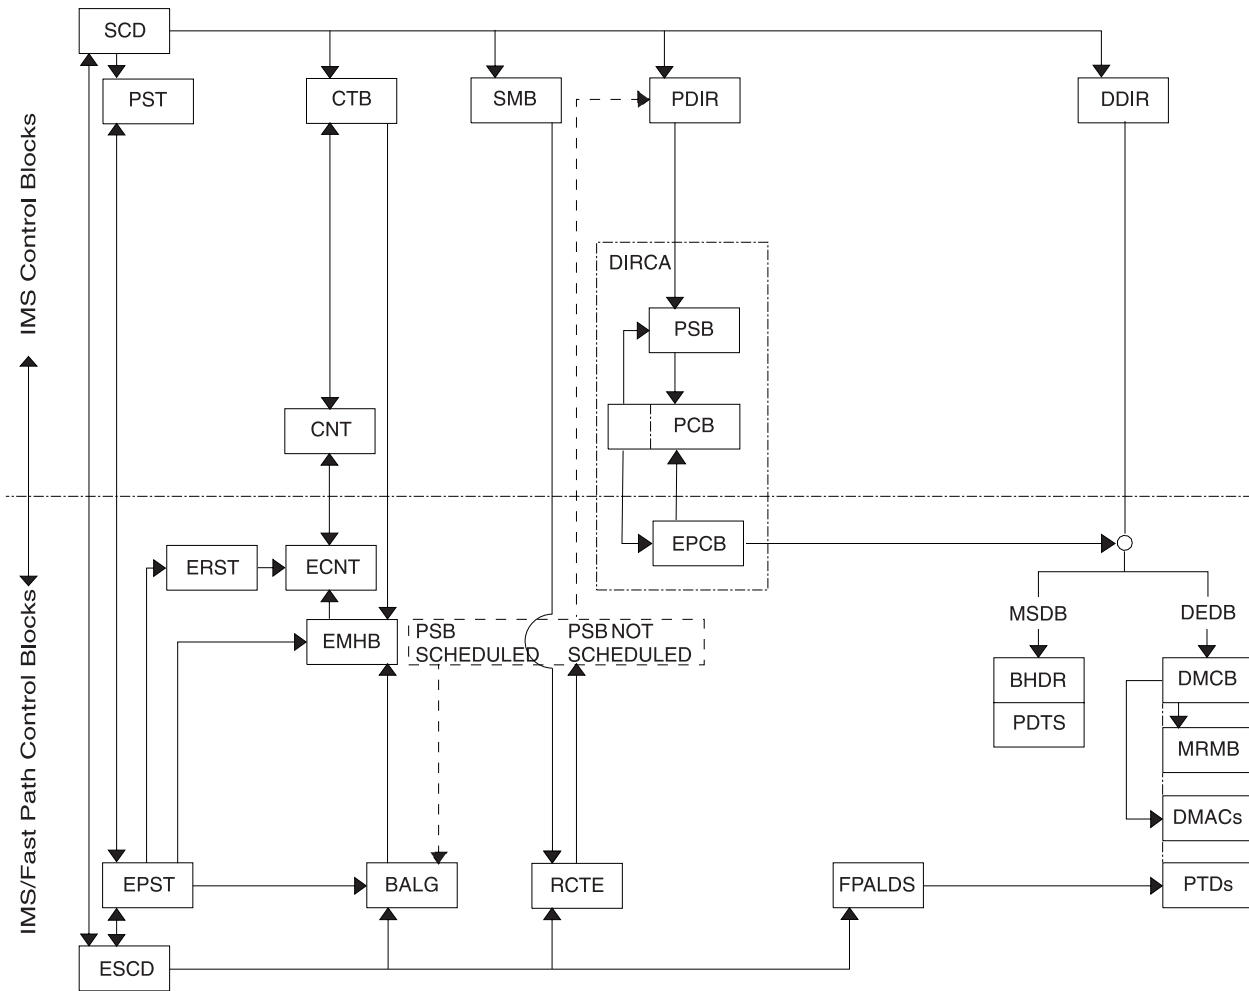 SCD
PST
CTB
SMB
PDIR
DDIR
IMS Control Blocks
DIRCA
PSB
CNT
PCB
EPCB
ERST
ECNT
MSDB
DEDB
EMHB
PSB
SCHEDULED
PSB NOT
SCHEDULED
BHDR
DMCB
PDTS
MRMB
DMACs
IMS/Fast Path Control Blocks
EPST
BALG
RCTE
FPALDS
PTDs
ESCD